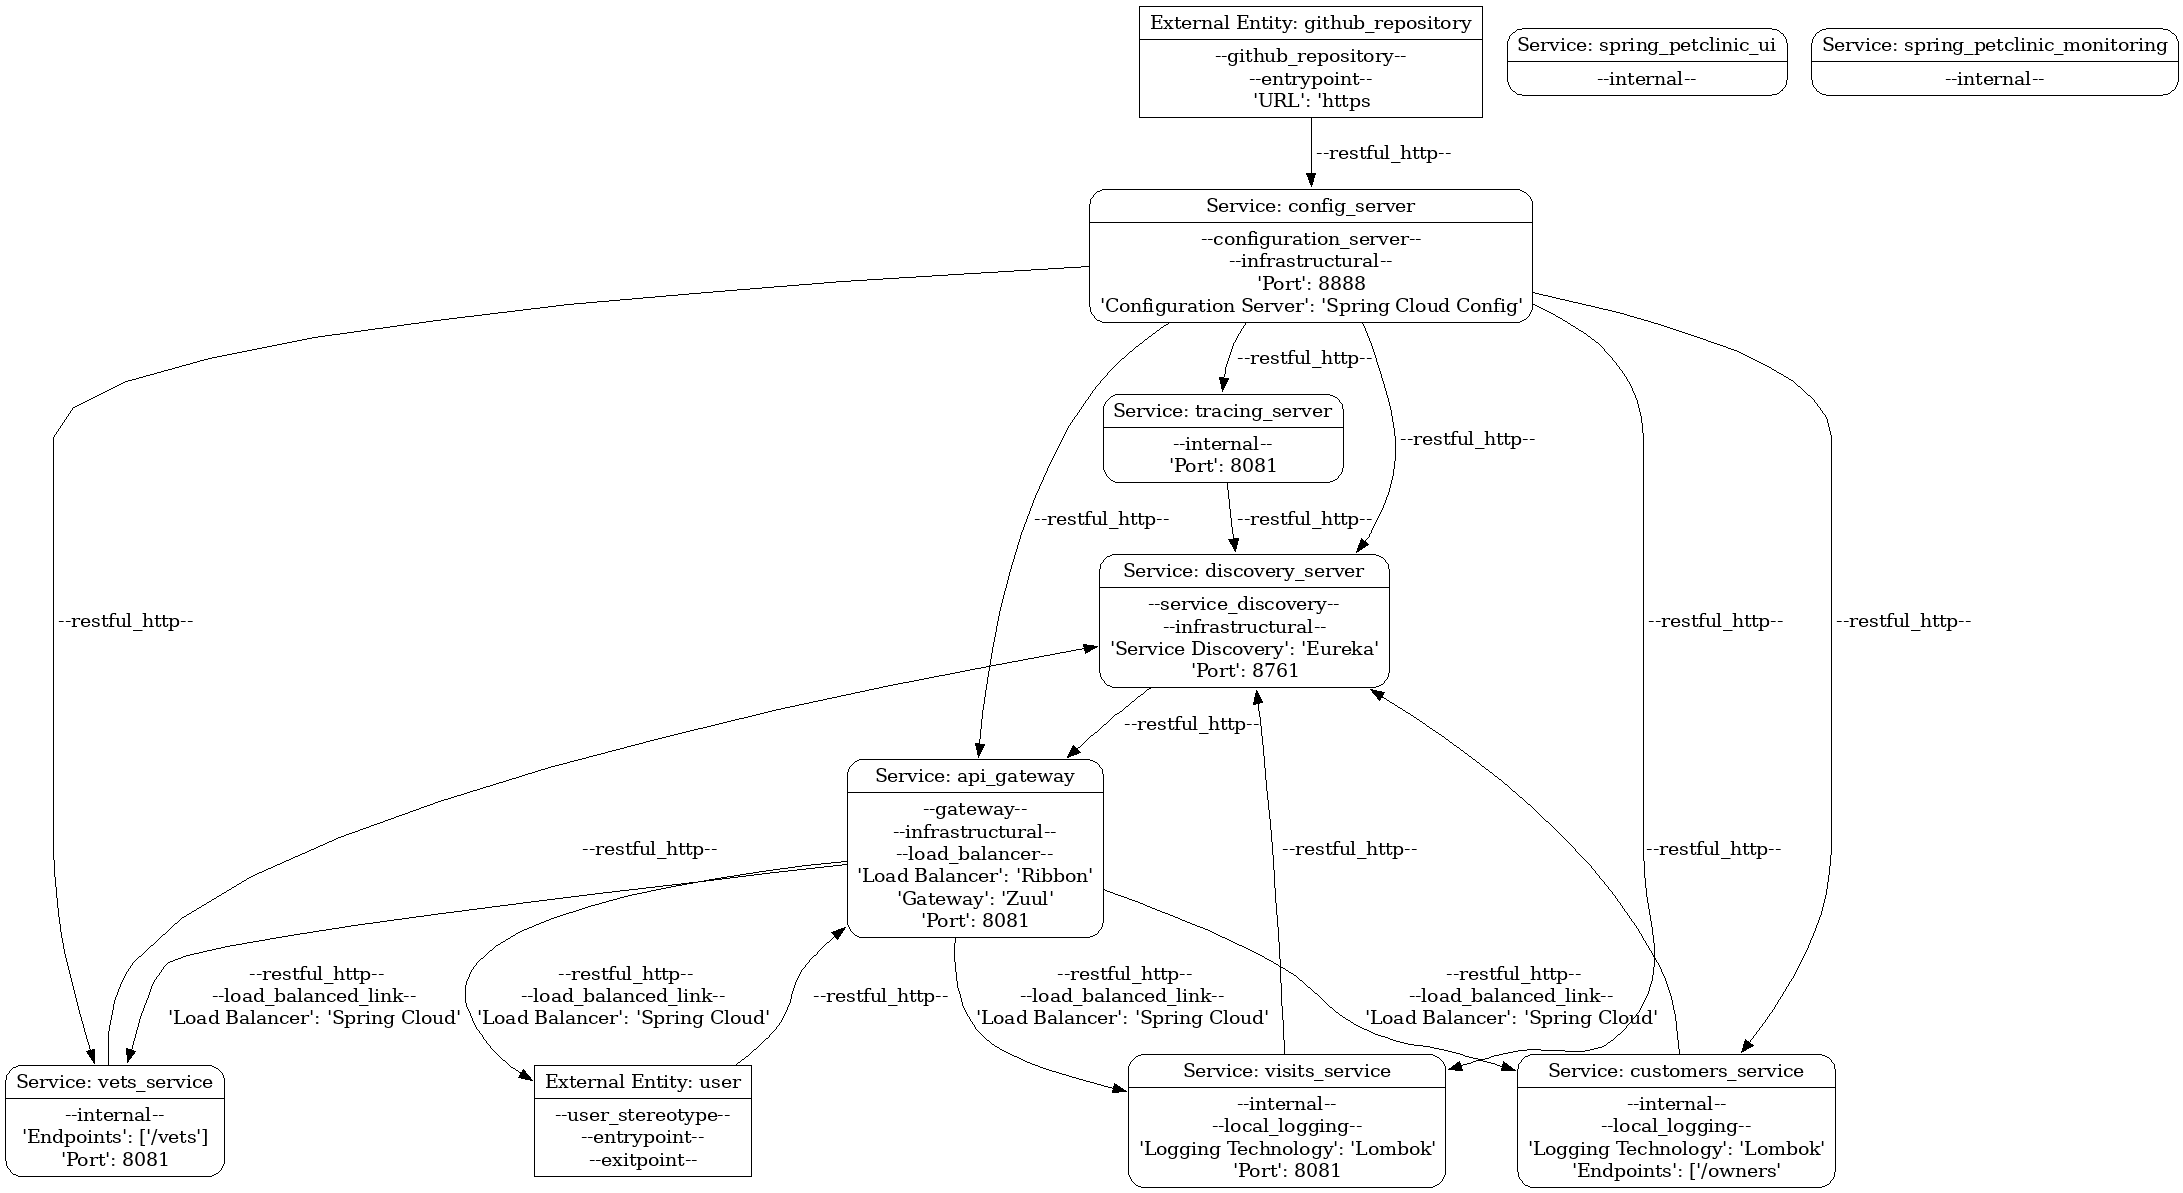 External Entity: github_repository
--github_repository--
--entrypoint--
'URL': 'https
Service: spring_petclinic_ui
--internal--
Service: spring_petclinic_monitoring
--internal--
--restful_http--
Service: config_server
--configuration_server--
--infrastructural--
'Port': 8888
'Configuration Server': 'Spring Cloud Config'
--restful_http--
Service: tracing_server
--internal--
'Port': 8081
--restful_http--
--restful_http--
--restful_http--
Service: discovery_server
--service_discovery--
--infrastructural--
'Service Discovery': 'Eureka'
'Port': 8761
--restful_http--
--restful_http--
--restful_http--
--restful_http--
Service: api_gateway
--gateway--
--infrastructural--
--load_balancer--
'Load Balancer': 'Ribbon'
'Gateway': 'Zuul'
'Port': 8081
--restful_http--
--restful_http--
--restful_http--
--restful_http--
--load_balanced_link--
'Load Balancer': 'Spring Cloud'
--restful_http--
--load_balanced_link--
'Load Balancer': 'Spring Cloud'
--restful_http--
--restful_http--
--load_balanced_link--
'Load Balancer': 'Spring Cloud'
--restful_http--
--load_balanced_link--
'Load Balancer': 'Spring Cloud'
Service: vets_service
--internal--
'Endpoints': ['/vets']
'Port': 8081
External Entity: user
--user_stereotype--
--entrypoint--
--exitpoint--
Service: visits_service
--internal--
--local_logging--
'Logging Technology': 'Lombok'
'Port': 8081
Service: customers_service
--internal--
--local_logging--
'Logging Technology': 'Lombok'
'Endpoints': ['/owners'